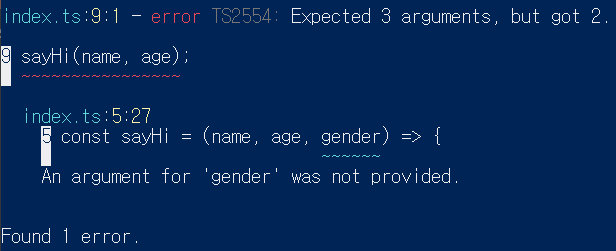 index.ts:9:1 - error TS2554: Expected 3 arguments, but got 2.
9 sayHi(name, age);
~~~~~~~~~~~~~~~~
index.ts:5:27
5 const sayHi = (name, age, gender) => {
~~~~~~
An argument for 'gender' was not provided.
Found 1 error.